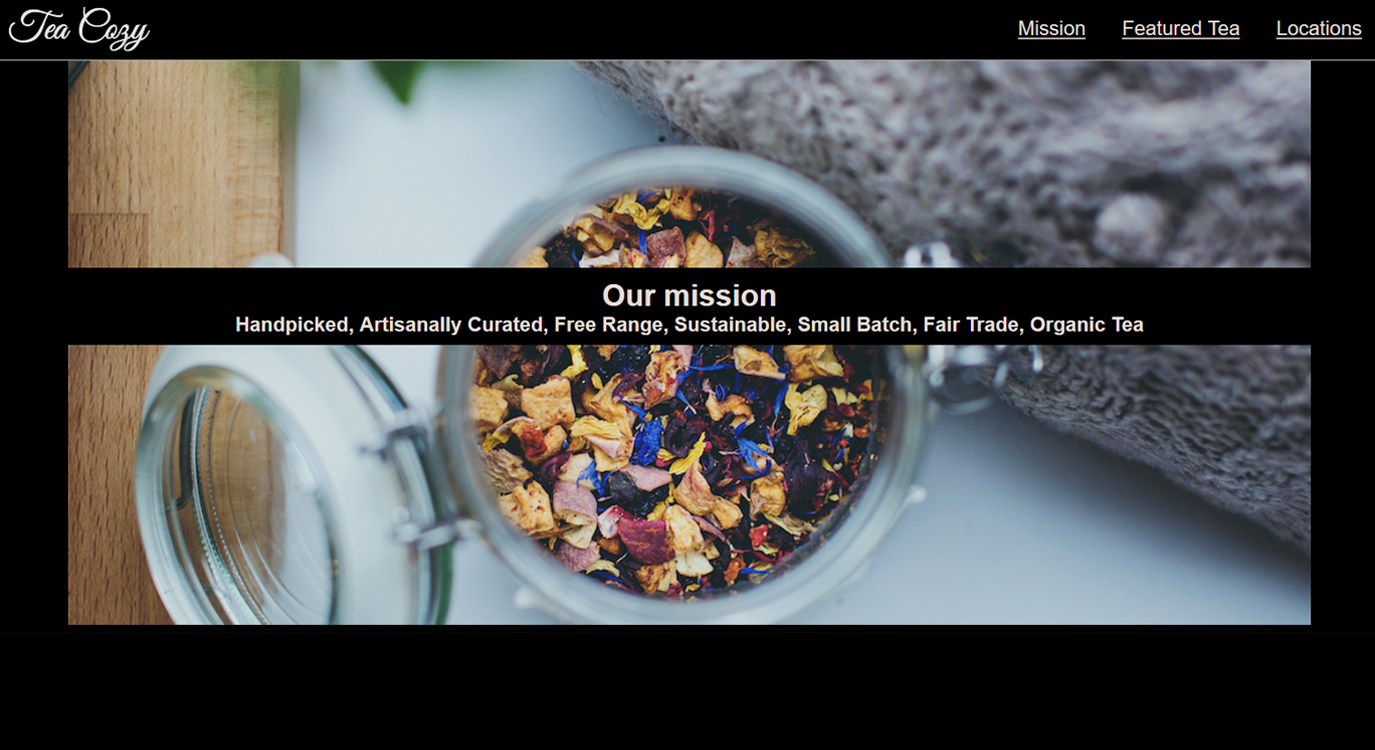 Tea Cozy
Mission Featured Tea Locations
Our mission
Handpicked, Artisanally Curated, Free Range, Sustainable, Small Batch, Fair Trade, Organic Tea